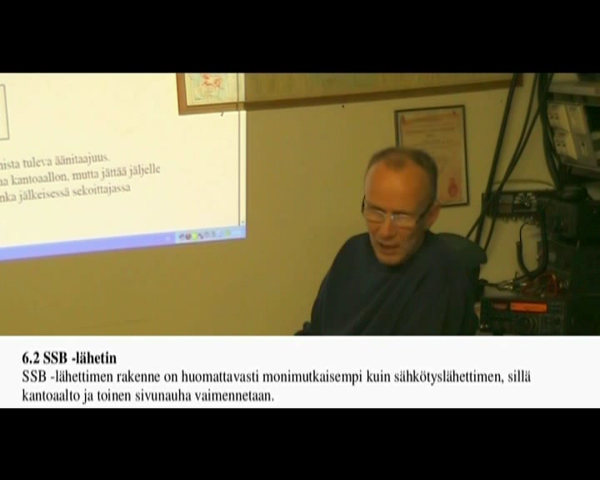 ista tuleva äänitaajuus.
a kantoaallon, mutta jättää jäljelle
nka jälkeisessä sekoittajassa
6.2 SSB -lähetin
SSB -lähettimen rakenne on huomattavasti monimutkaisempi kuin sähkötyslähettimen, sillä
kantoaalto ja toinen sivunauha vaimennetaan.